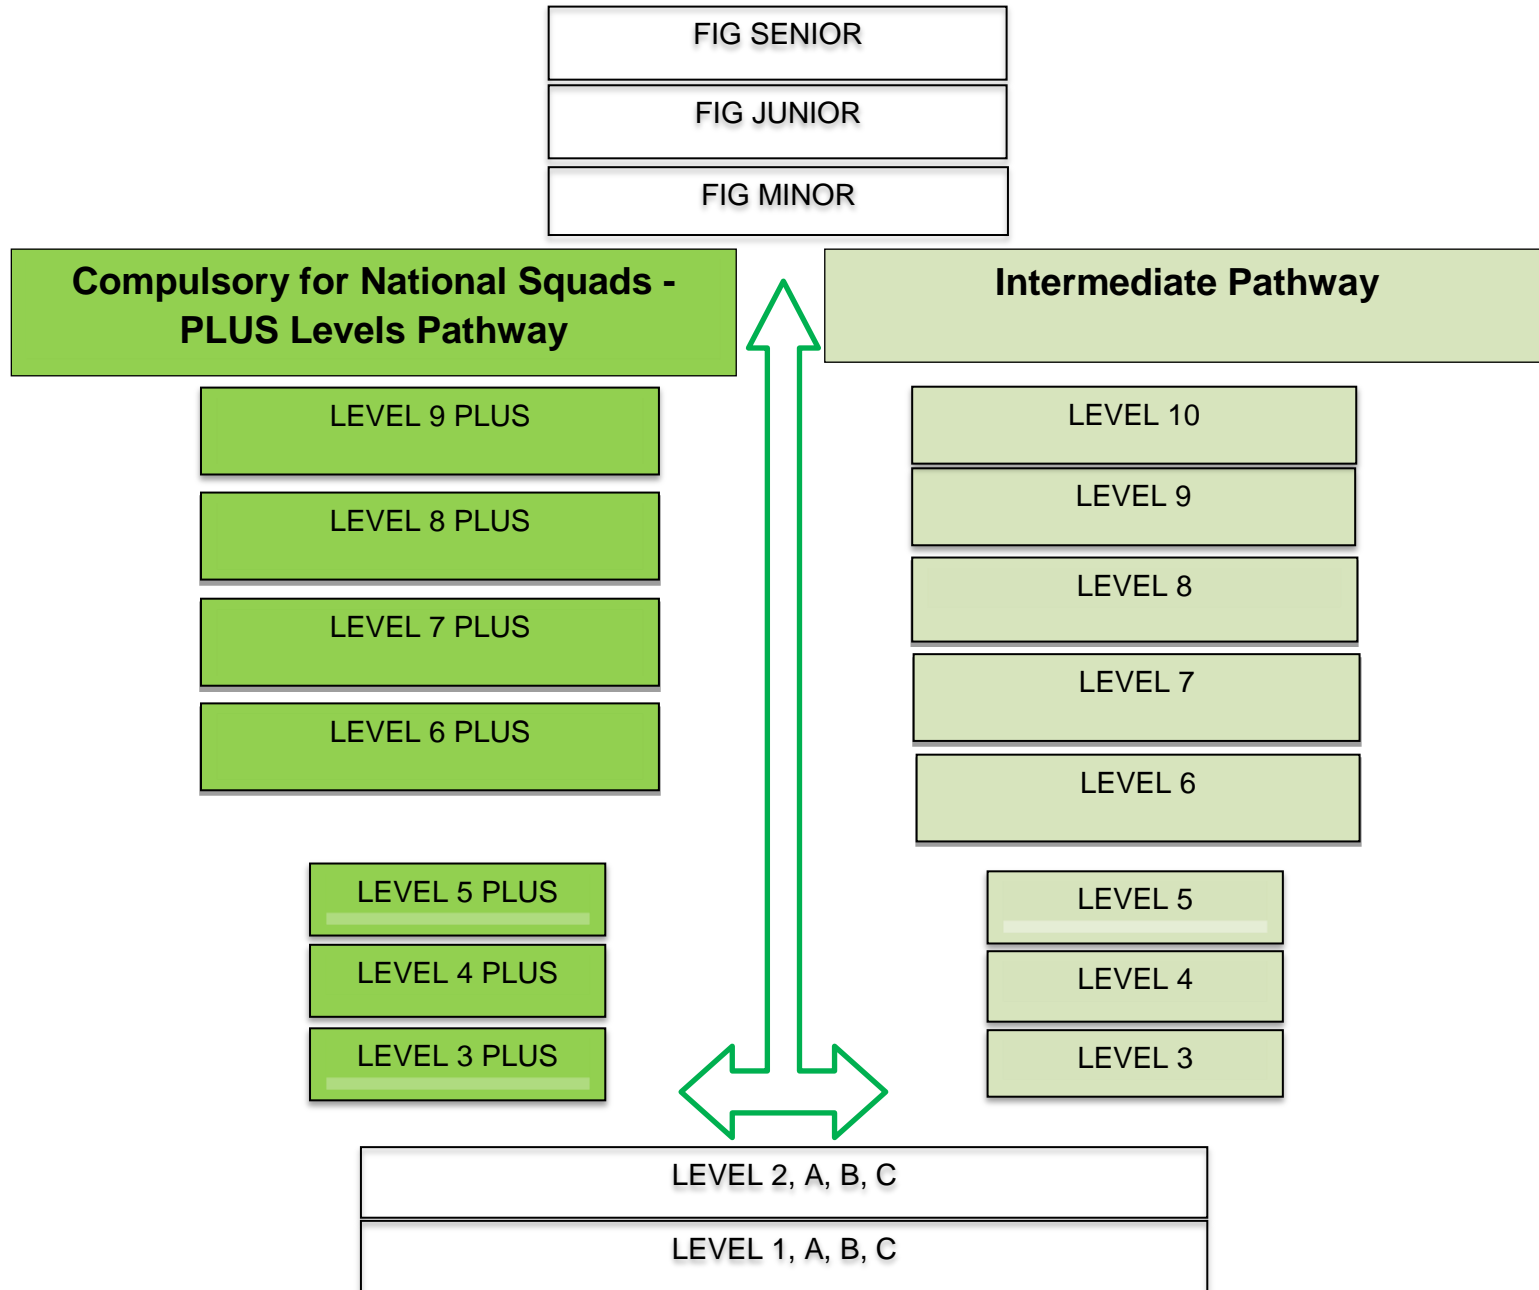 FIG SENIOR
FIG JUNIOR
FIG MINOR
Compulsory for National Squads -
PLUS Levels Pathway
Intermediate Pathway
LEVEL 9 PLUS
LEVEL 8 PLUS
LEVEL 7 PLUS
LEVEL 6 PLUS
LEVEL 5 PLUS
LEVEL 4 PLUS
LEVEL 3 PLUS
LEVEL 10
LEVEL 9
LEVEL 8
LEVEL 7
LEVEL 6
LEVEL 5
LEVEL 4
LEVEL 3
LEVEL 2, A, B, C
LEVEL 1, A, B, C